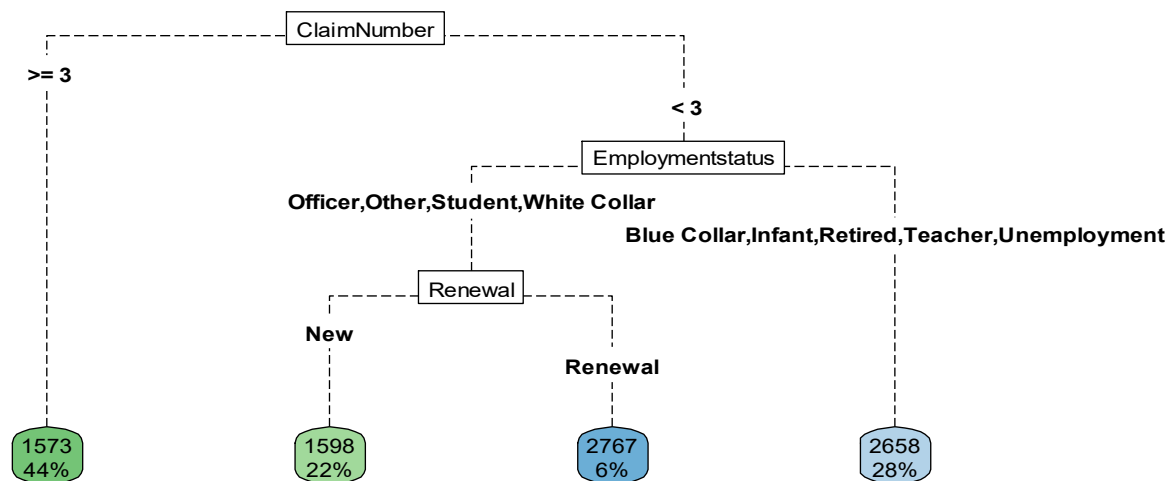 ClaimNumber
>= 3
< 3
Employmentstatus
Officer,Other,Student,White Collar
Blue Collar,Infant,Retired,Teacher,Unemployment
Renewal
New
Renewal
1573
44%
1598
22%
2767
6%
2658
28%